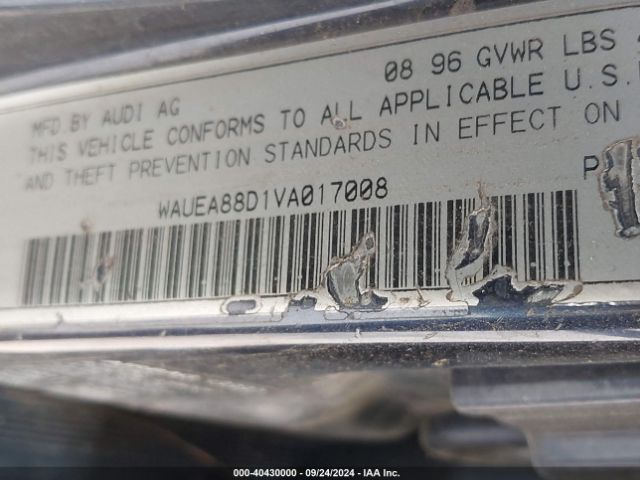 MFD BY AUDI AG 08 96 GVWR LBS
THIS VEHICLE CONFORMS TO ALL APPLICABLE U.S.
AND THEFT PREVENTION STANDARDS IN EFFECT ON
WAUEA88D1VA017008 P
000-40430000 - 09/24/2024 - IAA Inc.